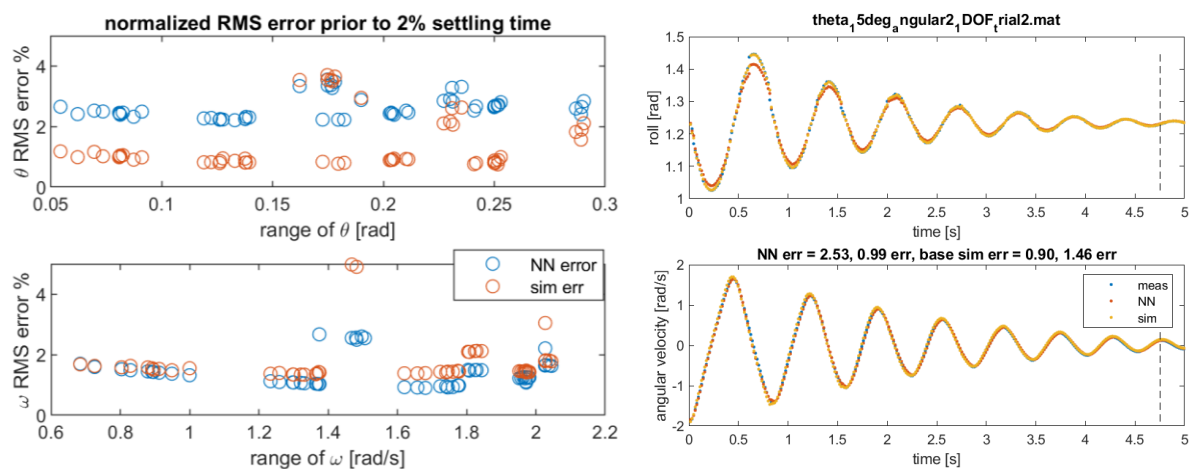 normalized RMS error prior to 2% settling time
θ RMS error %
4
2
0
0.05 0.1 0.15 0.2 0.25 0.3
range of θ [rad]
ω RMS error %
4
2
0
0.6 0.8 1 1.2 1.4 1.6 1.8 2 2.2
range of ω [rad/s]
NN error
sim err
theta₁5degₐngular2₁DOFₜrial2.mat
roll [rad]
1.5
1.4
1.3
1.2
1.1
1
0 0.5 1 1.5 2 2.5 3 3.5 4 4.5 5
time [s]
NN err = 2.53, 0.99 err, base sim err = 0.90, 1.46 err
angular velocity [rad/s]
2
1
0
-1
-2
0 0.5 1 1.5 2 2.5 3 3.5 4 4.5 5
time [s]
meas
NN
sim